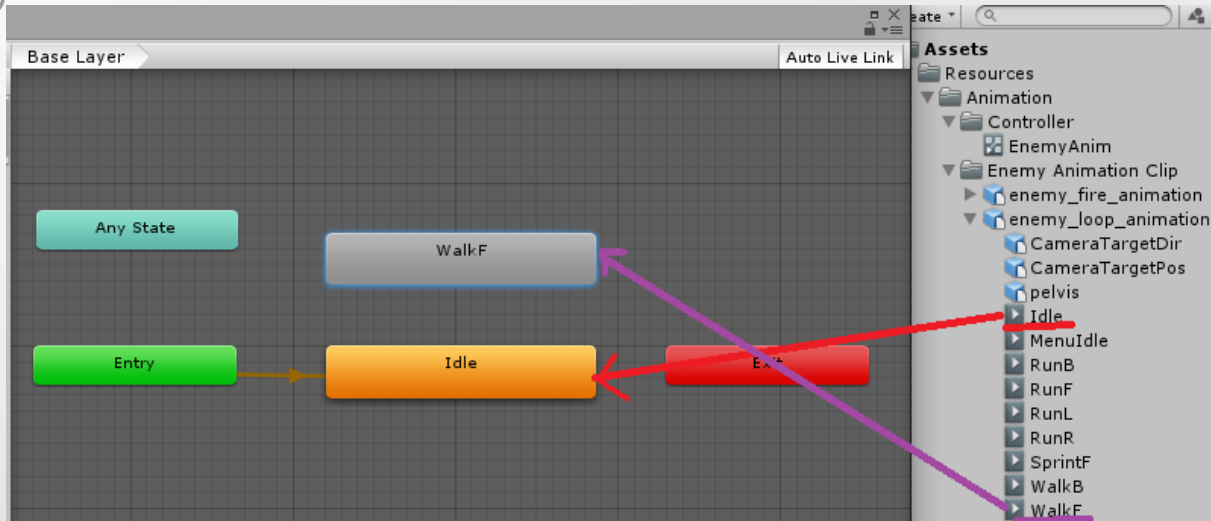 eate
Base Layer
Auto Live Link
Any State
WalkF
Entry
Idle
Exit
Assets
Resources
Animation
Controller
EnemyAnim
Enemy Animation Clip
enemy_fire_animation
enemy_loop_animation
CameraTargetDir
CameraTargetPos
pelvis
Idle
MenuIdle
RunB
RunF
RunL
RunR
SprintF
WalkB
WalkF